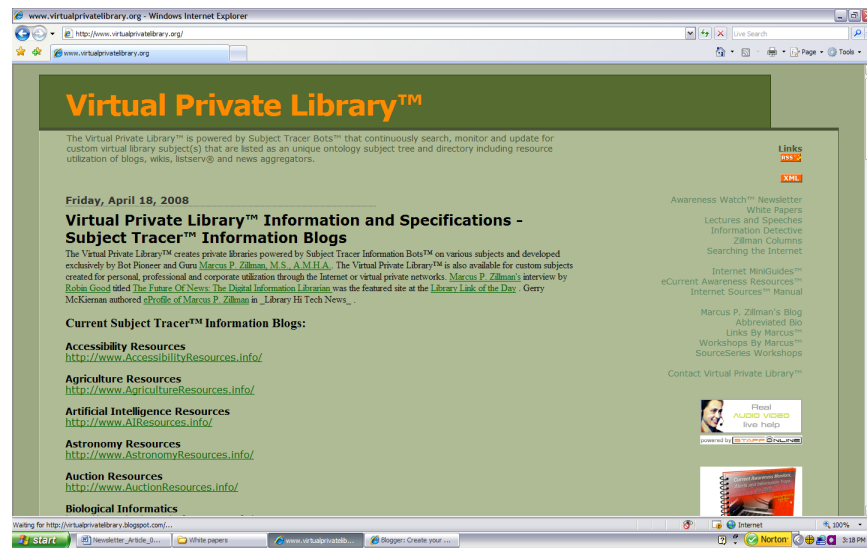 www.virtualprivatelibrary.org - Windows Internet Explorer
http://www.virtualprivatelibrary.org/
Live Search
www.virtualprivatelibrary.org
Page
Tools
Virtual Private Library™
The Virtual Private Library™ is powered by Subject Tracer Bots™ that continuously search, monitor and update for
custom virtual library subject(s) that are listed as an unique ontology subject tree and directory including resource
utilization of blogs, wikis, listserv® and news aggregators.
Links
RSS
XML
Friday, April 18, 2008
Virtual Private Library™ Information and Specifications -
Subject Tracer™ Information Blogs
The Virtual Private Library™ creates private libraries powered by Subject Tracer Information Bots™ on various subjects and developed
exclusively by Bot Pioneer and Guru Marcus P. Zillman, M.S., A.M.H.A. The Virtual Private Library™ is also available for custom subjects
created for personal, professional and corporate utilization through the Internet or virtual private networks. Marcus P. Zillman's interview by
Robin Good titled The Future Of News: The Digital Information Librarian was the featured site at the Library Link of the Day . Gerry
McKiernan authored eProfile of Marcus P. Zillman in _Library Hi Tech News_ .
Current Subject Tracer™ Information Blogs:
Accessibility Resources
http://www.AccessibilityResources.info/
Agriculture Resources
http://www.AgricultureResources.info/
Artificial Intelligence Resources
http://www.AIResources.info/
Astronomy Resources
http://www.AstronomyResources.info/
Auction Resources
http://www.AuctionResources.info/
Biological Informatics
Awareness Watch™ Newsletter
White Papers
Lectures and Speeches
Information Detective
Zillman Columns
Searching the Internet
Internet MiniGuides™
eCurrent Awareness Resources™
Internet Sources™ Manual
Marcus P. Zillman's Blog
Abbreviated Bio
Links By Marcus™
Workshops By Marcus™
SourceSeries Workshops
Contact Virtual Private Library™
Real
AUDIO VIDEO
live help
powered by
Waiting for http://virtualprivatelibrary.blogspot.com/...
Internet
100%
start
Newsletter_Article_0...
White papers
www.virtualprivatelib...
Blogger: Create your ...
Norton
3:18 PM